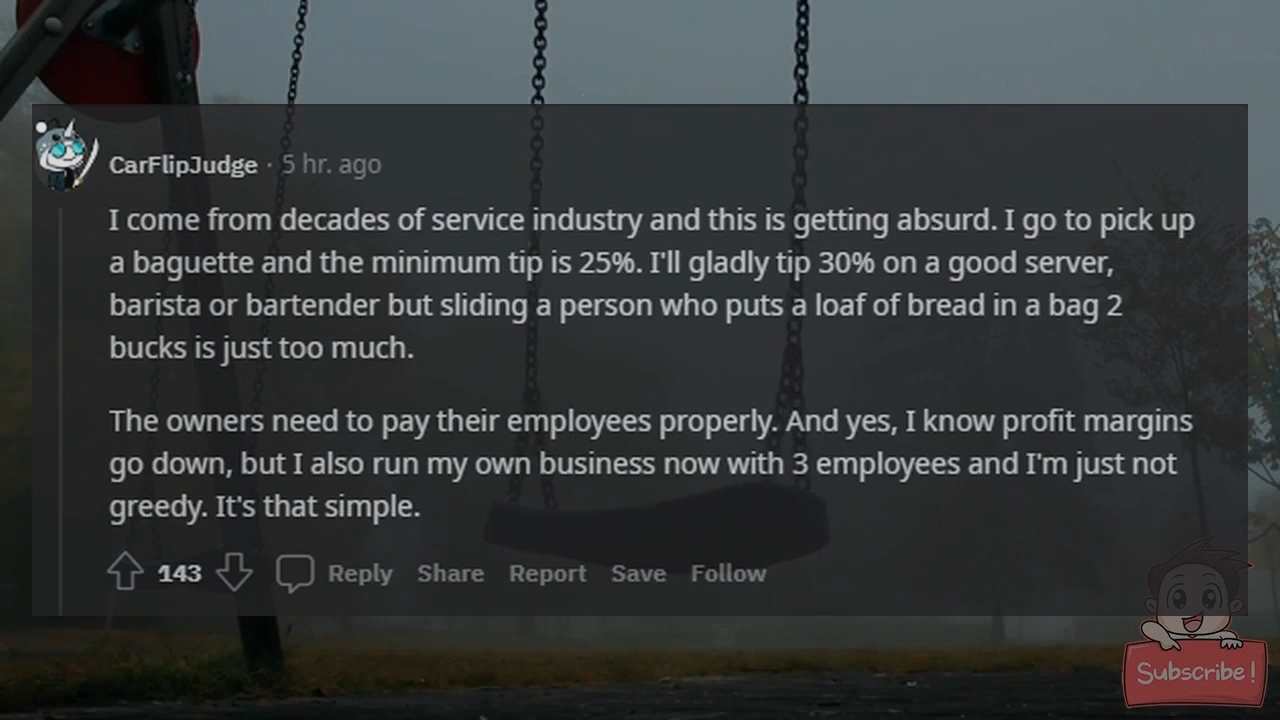 CarFlipJudge · 5 hr. ago
I come from decades of service industry and this is getting absurd. I go to pick up
a baguette and the minimum tip is 25%. I'll gladly tip 30% on a good server,
barista or bartender but sliding a person who puts a loaf of bread in a bag 2
bucks is just too much.
The owners need to pay their employees properly. And yes, I know profit margins
go down, but I also run my own business now with 3 employees and I'm just not
greedy. It's that simple.
143 Reply Share Report Save Follow
Subscribe!